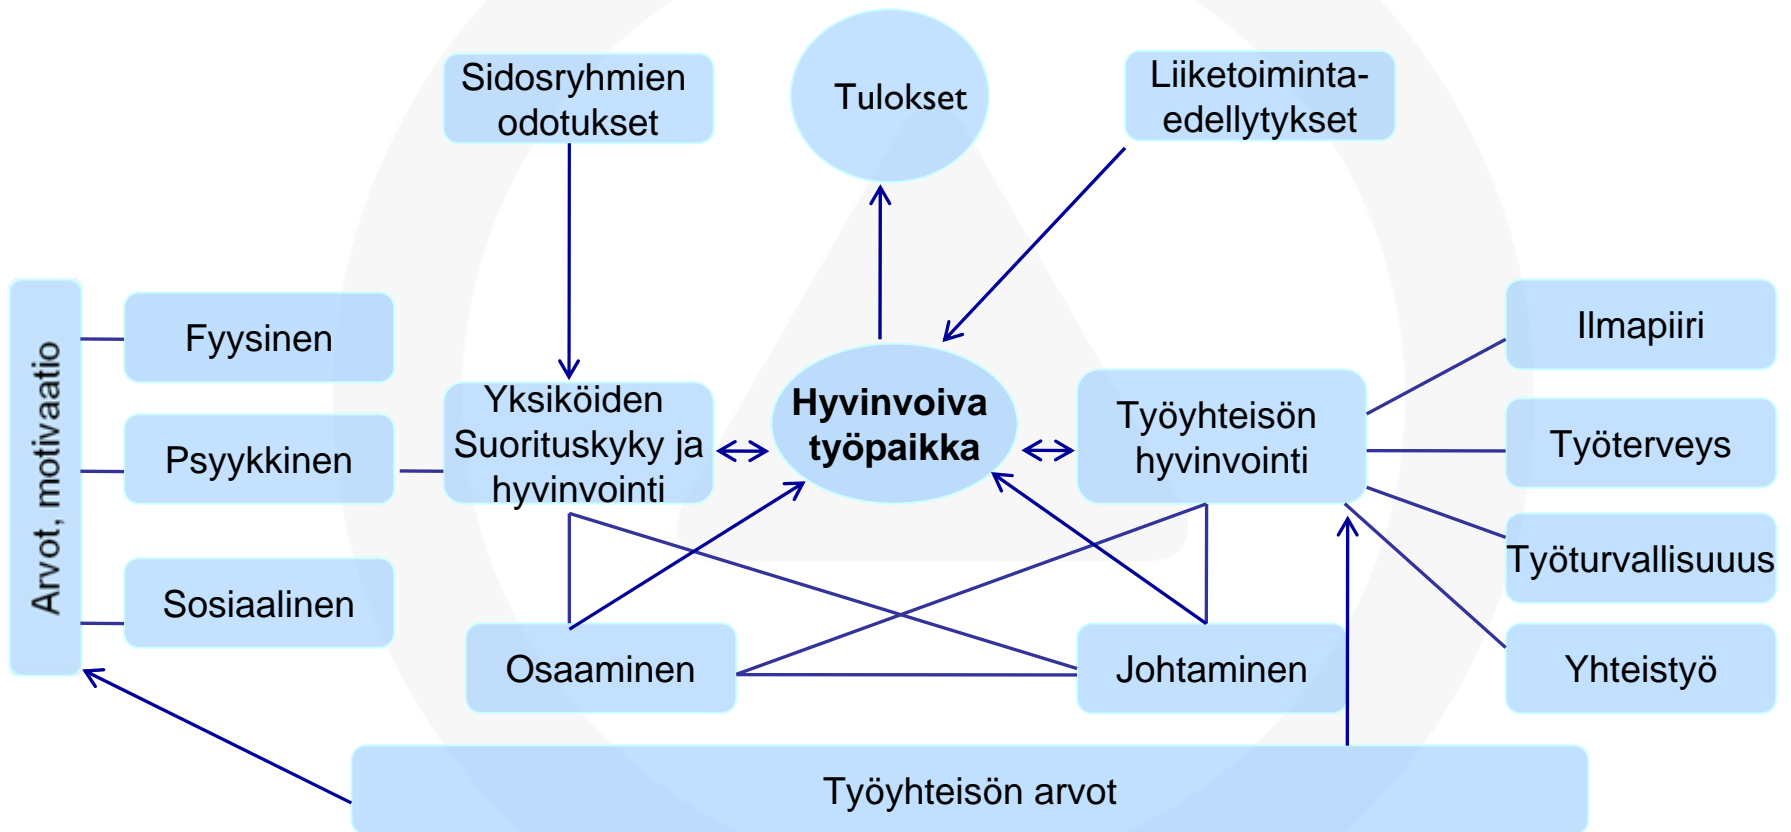 Sidosryhmien
odotukset
Tulokset
Liiketoiminta-
edellytykset
Arvot, motivaatio
Fyysinen
Psyykkinen
Sosiaalinen
Yksiköiden
Suorituskyky ja
hyvinvointi
Hyvinvoiva
työpaikka
Työyhteisön
hyvinvointi
Ilmapiiri
Työterveys
Työturvallisuuus
Yhteistyö
Osaaminen
Johtaminen
Työyhteisön arvot